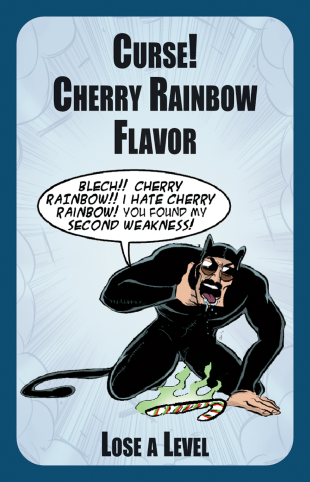 CURSE!
CHERRY RAINBOW
FLAVOR
BLECH!! CHERRY
RAINBOW!! I HATE CHERRY
RAINBOW! YOU FOUND MY
SECOND WEAKNESS!
LOSE A LEVEL